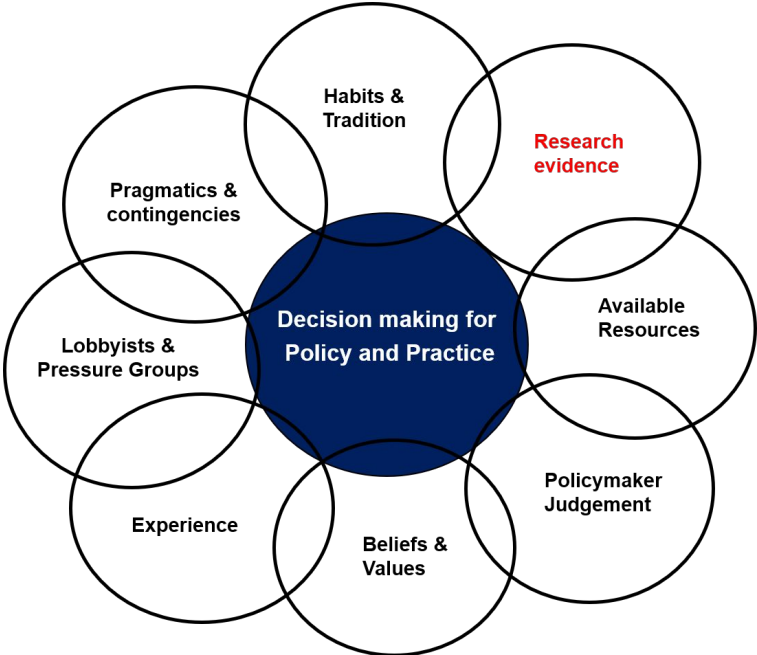 Habits &
Tradition
Research
evidence
Pragmatics &
contingencies
Available
Resources
Decision making for
Policy and Practice
Lobbyists &
Pressure Groups
Policymaker
Judgement
Experience
Beliefs &
Values